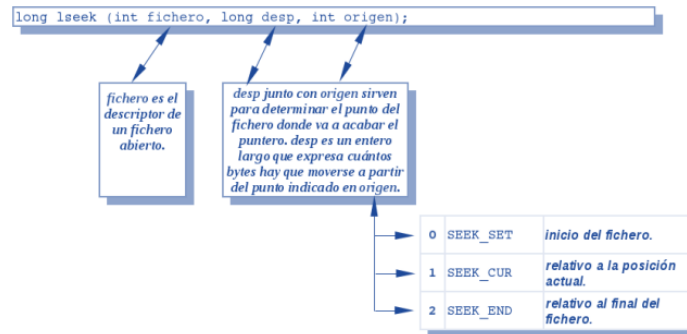 long lseek (int fichero, long desp, int origen);
fichero es el
descriptor de
un fichero
abierto.
desp junto con origen sirven
para determinar el punto del
fichero donde va a acabar el
puntero. desp es un entero
largo que expresa cuántos
bytes hay que moverse a partir
del punto indicado en origen.
0 SEEK_SET inicio del fichero.
1 SEEK_CUR relativo a la posición
actual.
2 SEEK_END relativo al final del
fichero.